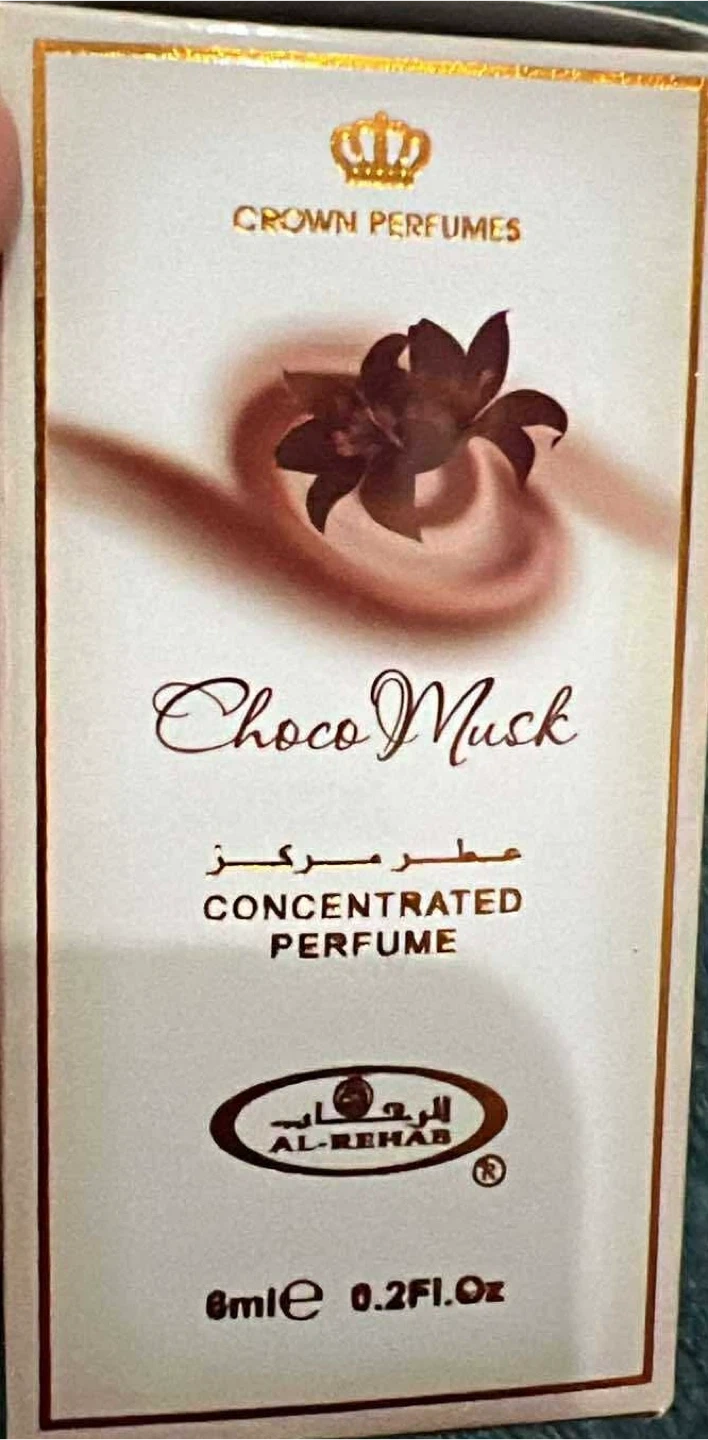 CROWN PERFUMES
Choco Musk
عطر مركز
CONCENTRATED
PERFUME
الرحاب
AL-REHAB
®
6ml℮ 0.2Fl.Oz